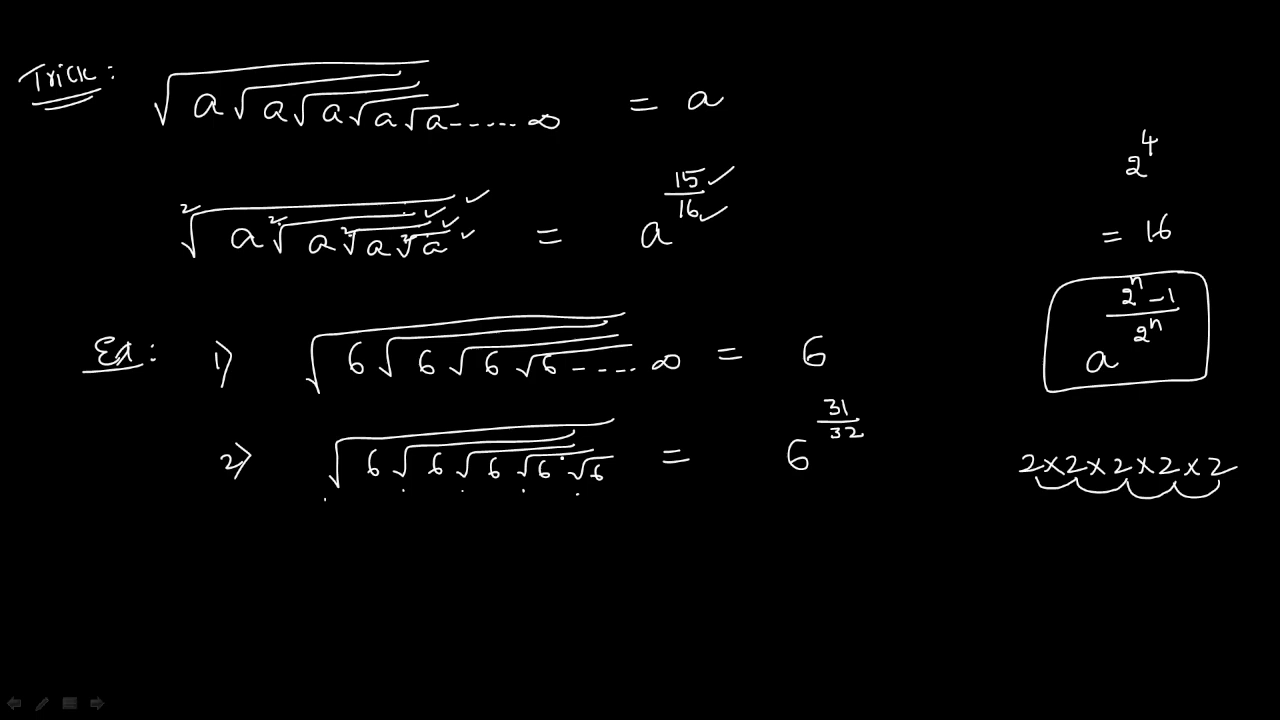 Trick: √(a√(a√(a√(a√(a----- ∞ = a
²√(a²√(a²√(a²√a))) = a^(15/16)
2^4
= 16
a^((2^n - 1)/2^n)
Ex: 1) √(6√(6√(6√(6----- ∞ = 6
2) √(6√(6√(6√(6√6)))) = 6^(31/32)
2×2×2×2×2